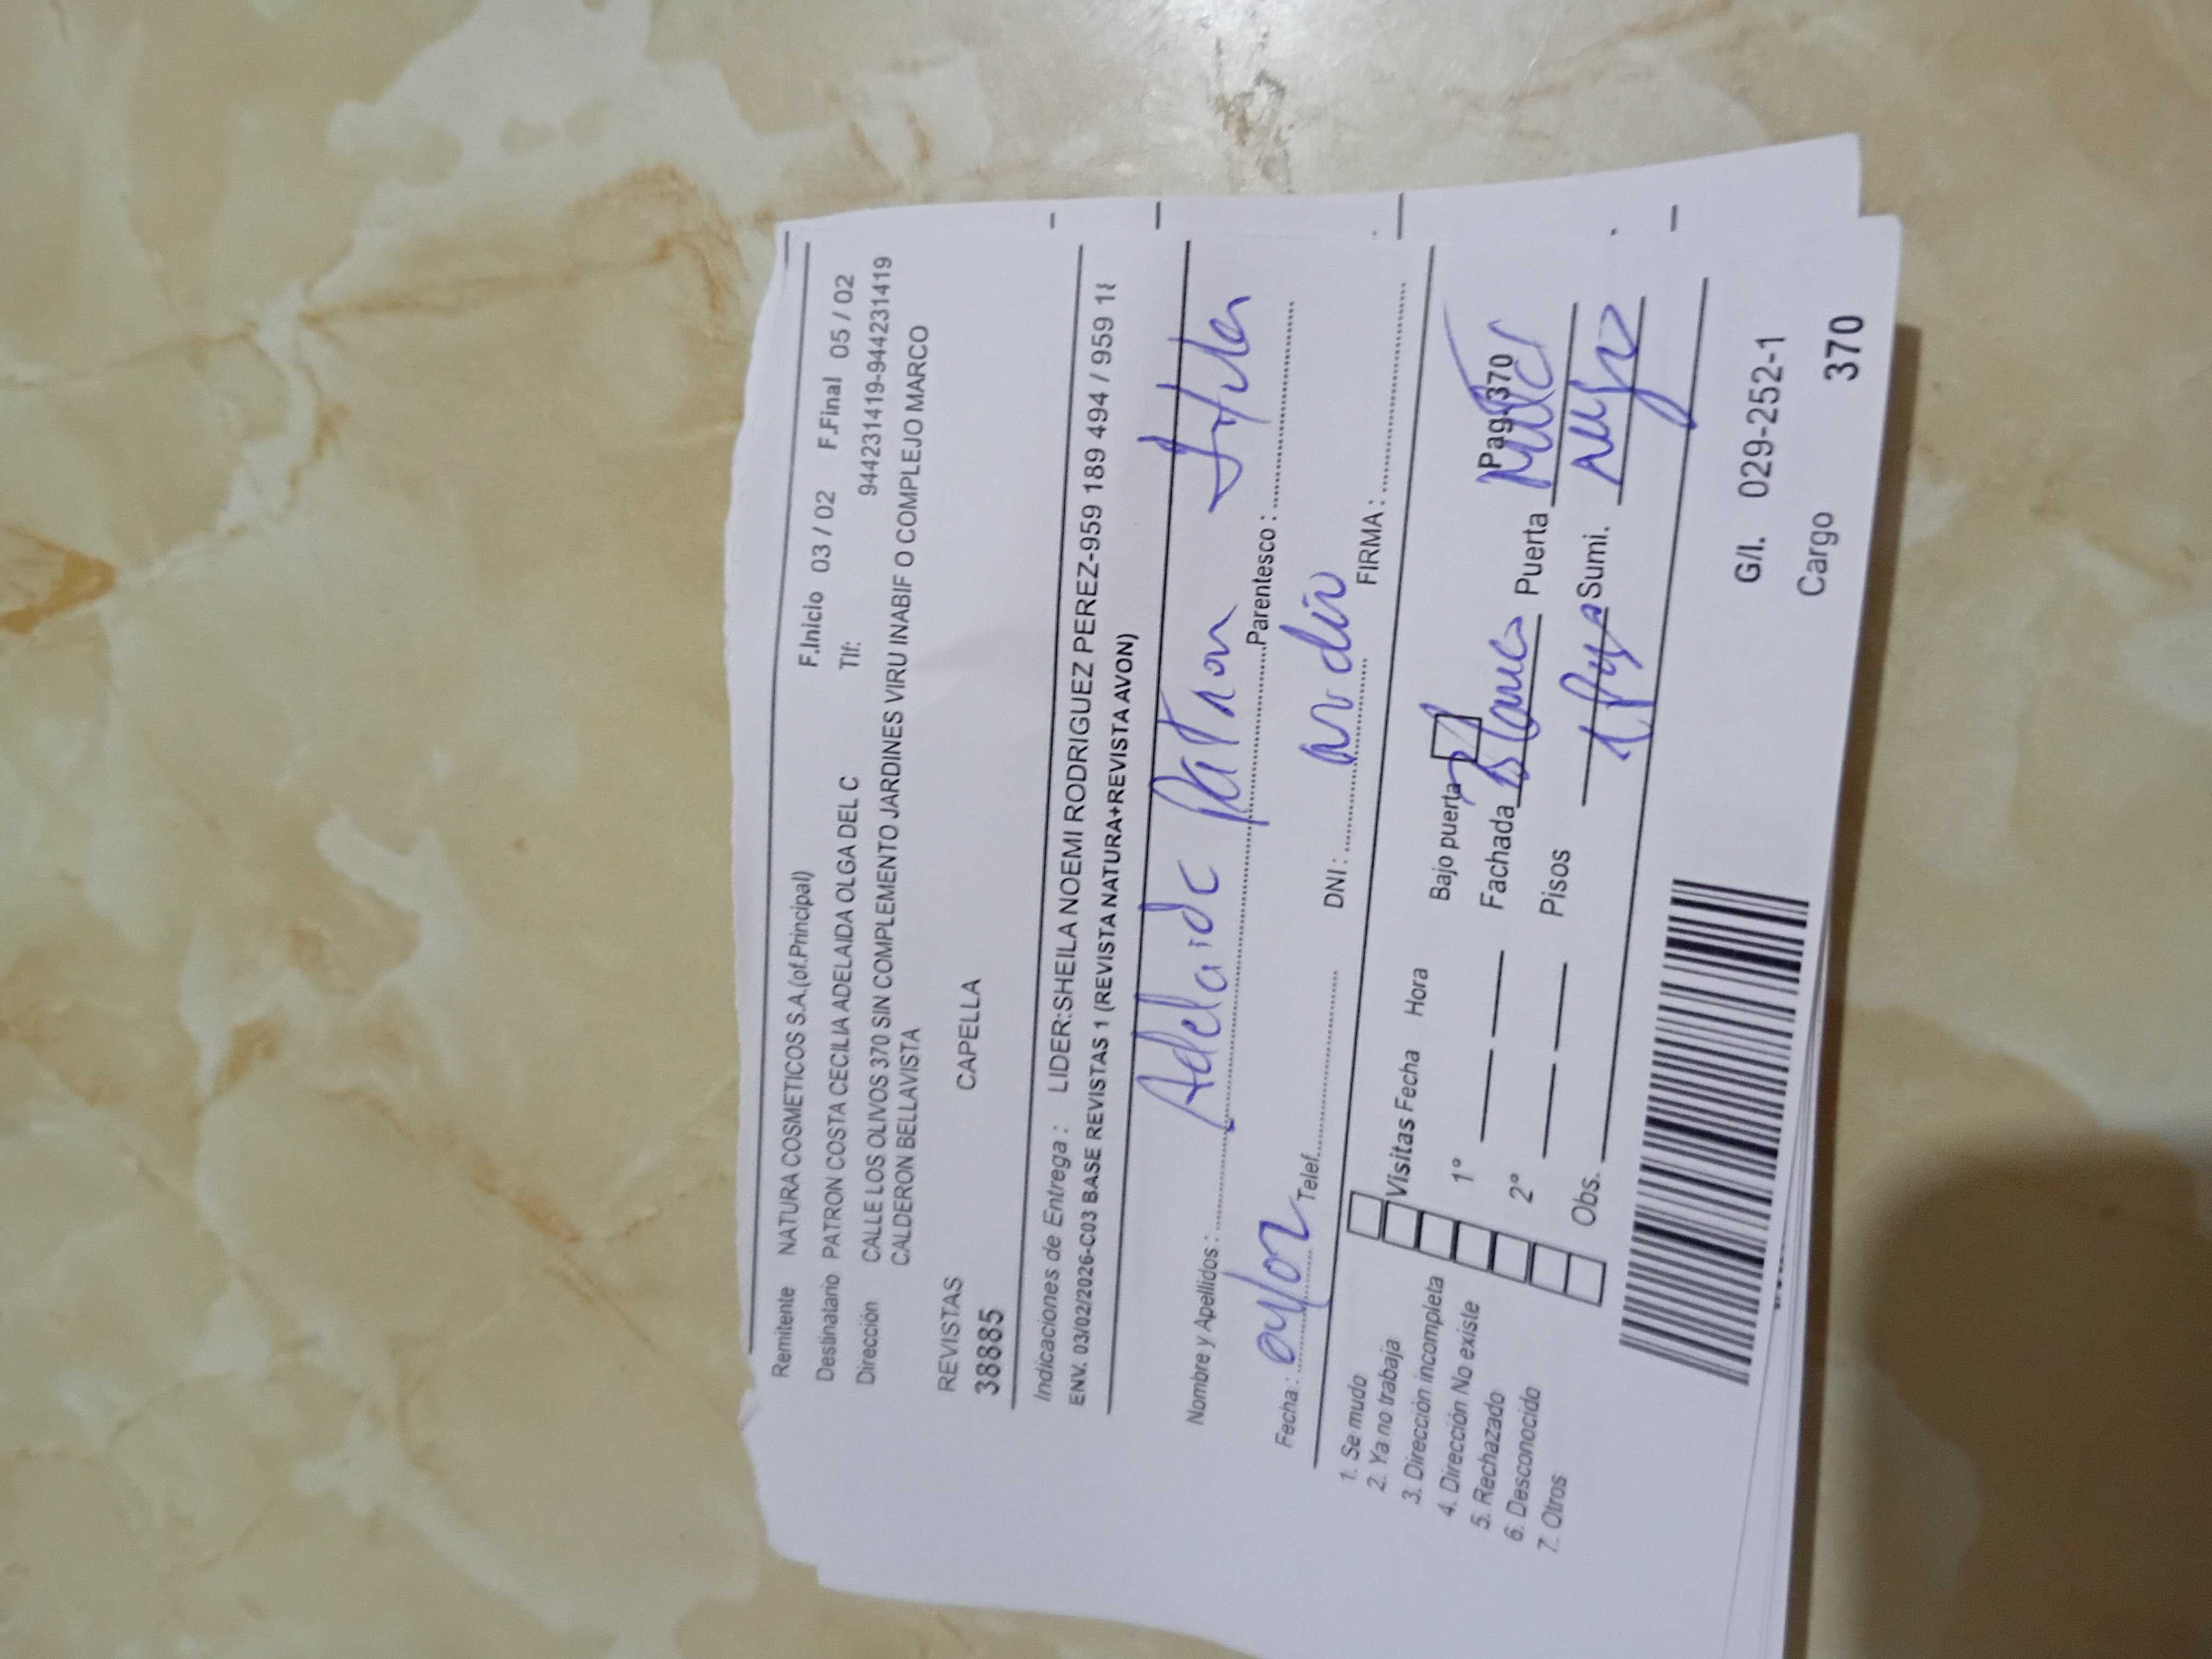 Remitente NATURA COSMETICOS S.A.(of.Principal)
F.Inicio 03 / 02 F.Final 05 / 02
Destinatario PATRON COSTA CECILIA ADELAIDA OLGA DEL C
Tlf: 944231419-944231419
Dirección CALLE LOS OLIVOS 370 SIN COMPLEMENTO JARDINES VIRU INABIF O COMPLEJO MARCO
CALDERON BELLAVISTA
REVISTAS CAPELLA
38885
Indicaciones de Entrega : LIDER:SHEILA NOEMI RODRIGUEZ PEREZ-959 189 494 / 959 18
ENV. 03/02/2026-C03 BASE REVISTAS 1 (REVISTA NATURA+REVISTA AVON)
Nombre y Apellidos : Adelaida Patron
Parentesco :
Fecha : 04/02 Telef. DNI : FIRMA :
1. Se mudo
2. Ya no trabaja
3. Dirección incompleta
4. Dirección No existe
5. Rechazado
6. Desconocido
7. Otros
Visitas Fecha Hora
1°
2°
Obs.
Bajo puerta
Pag 370
Fachada Blanco Puerta
Pisos Sumi.
G/I. 029-252-1
Cargo 370